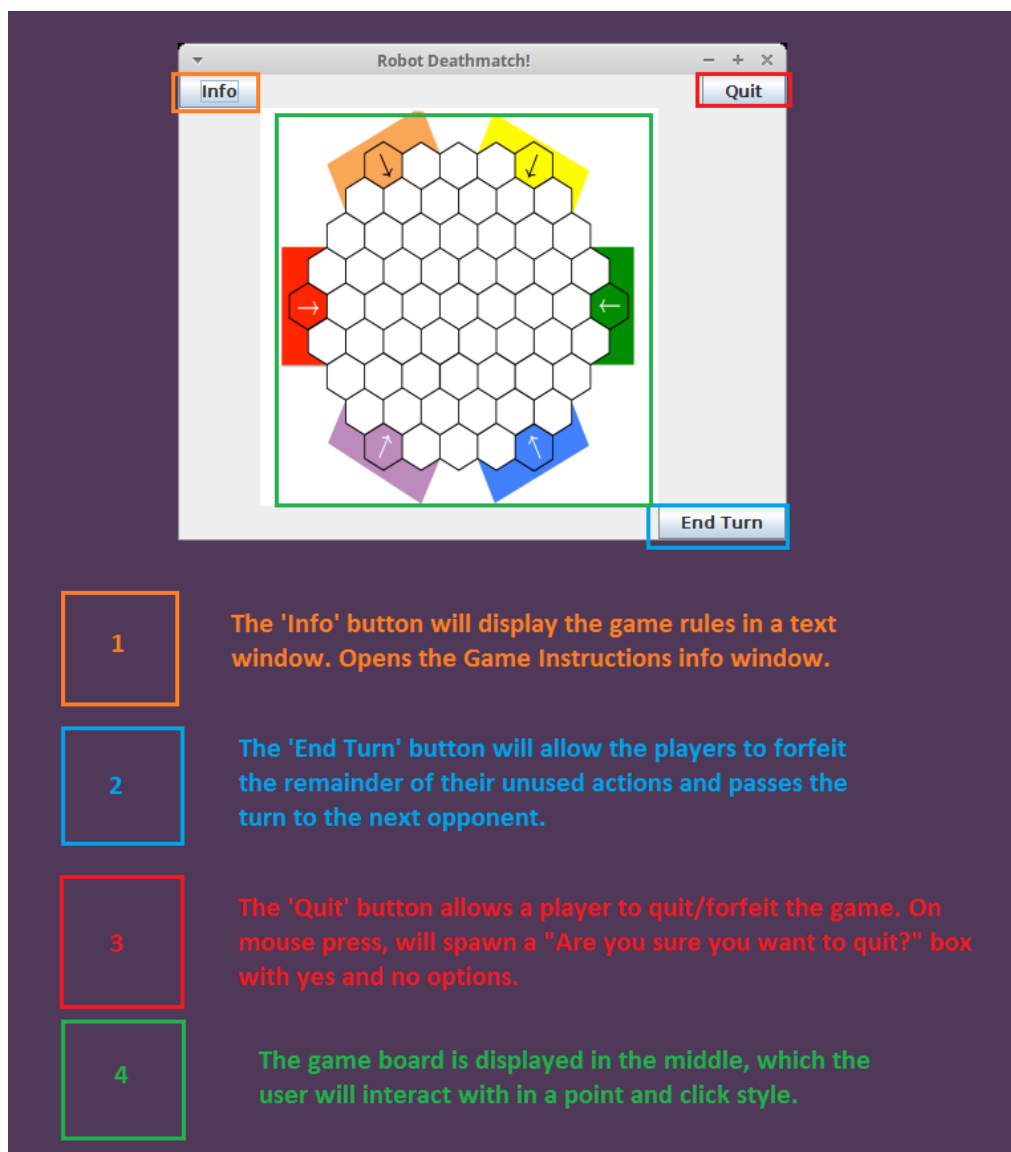 Robot Deathmatch!
Info
Quit
End Turn
1
The 'Info' button will display the game rules in a text
window. Opens the Game Instructions info window.
2
The 'End Turn' button will allow the players to forfeit
the remainder of their unused actions and passes the
turn to the next opponent.
3
The 'Quit' button allows a player to quit/forfeit the game. On
mouse press, will spawn a "Are you sure you want to quit?" box
with yes and no options.
4
The game board is displayed in the middle, which the
user will interact with in a point and click style.